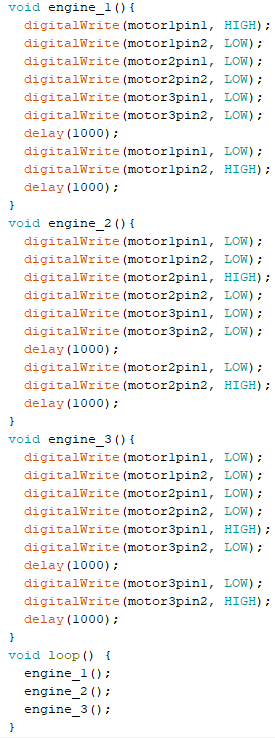 void engine_1(){
  digitalWrite(motor1pin1, HIGH);
  digitalWrite(motor1pin2, LOW);
  digitalWrite(motor2pin1, LOW);
  digitalWrite(motor2pin2, LOW);
  digitalWrite(motor3pin1, LOW);
  digitalWrite(motor3pin2, LOW);
  delay(1000);
  digitalWrite(motor1pin1, LOW);
  digitalWrite(motor1pin2, HIGH);
  delay(1000);
}
void engine_2(){
  digitalWrite(motor1pin1, LOW);
  digitalWrite(motor1pin2, LOW);
  digitalWrite(motor2pin1, HIGH);
  digitalWrite(motor2pin2, LOW);
  digitalWrite(motor3pin1, LOW);
  digitalWrite(motor3pin2, LOW);
  delay(1000);
  digitalWrite(motor2pin1, LOW);
  digitalWrite(motor2pin2, HIGH);
  delay(1000);
}
void engine_3(){
  digitalWrite(motor1pin1, LOW);
  digitalWrite(motor1pin2, LOW);
  digitalWrite(motor2pin1, LOW);
  digitalWrite(motor2pin2, LOW);
  digitalWrite(motor3pin1, HIGH);
  digitalWrite(motor3pin2, LOW);
  delay(1000);
  digitalWrite(motor3pin1, LOW);
  digitalWrite(motor3pin2, HIGH);
  delay(1000);
}
void loop() {
  engine_1();
  engine_2();
  engine_3();
}